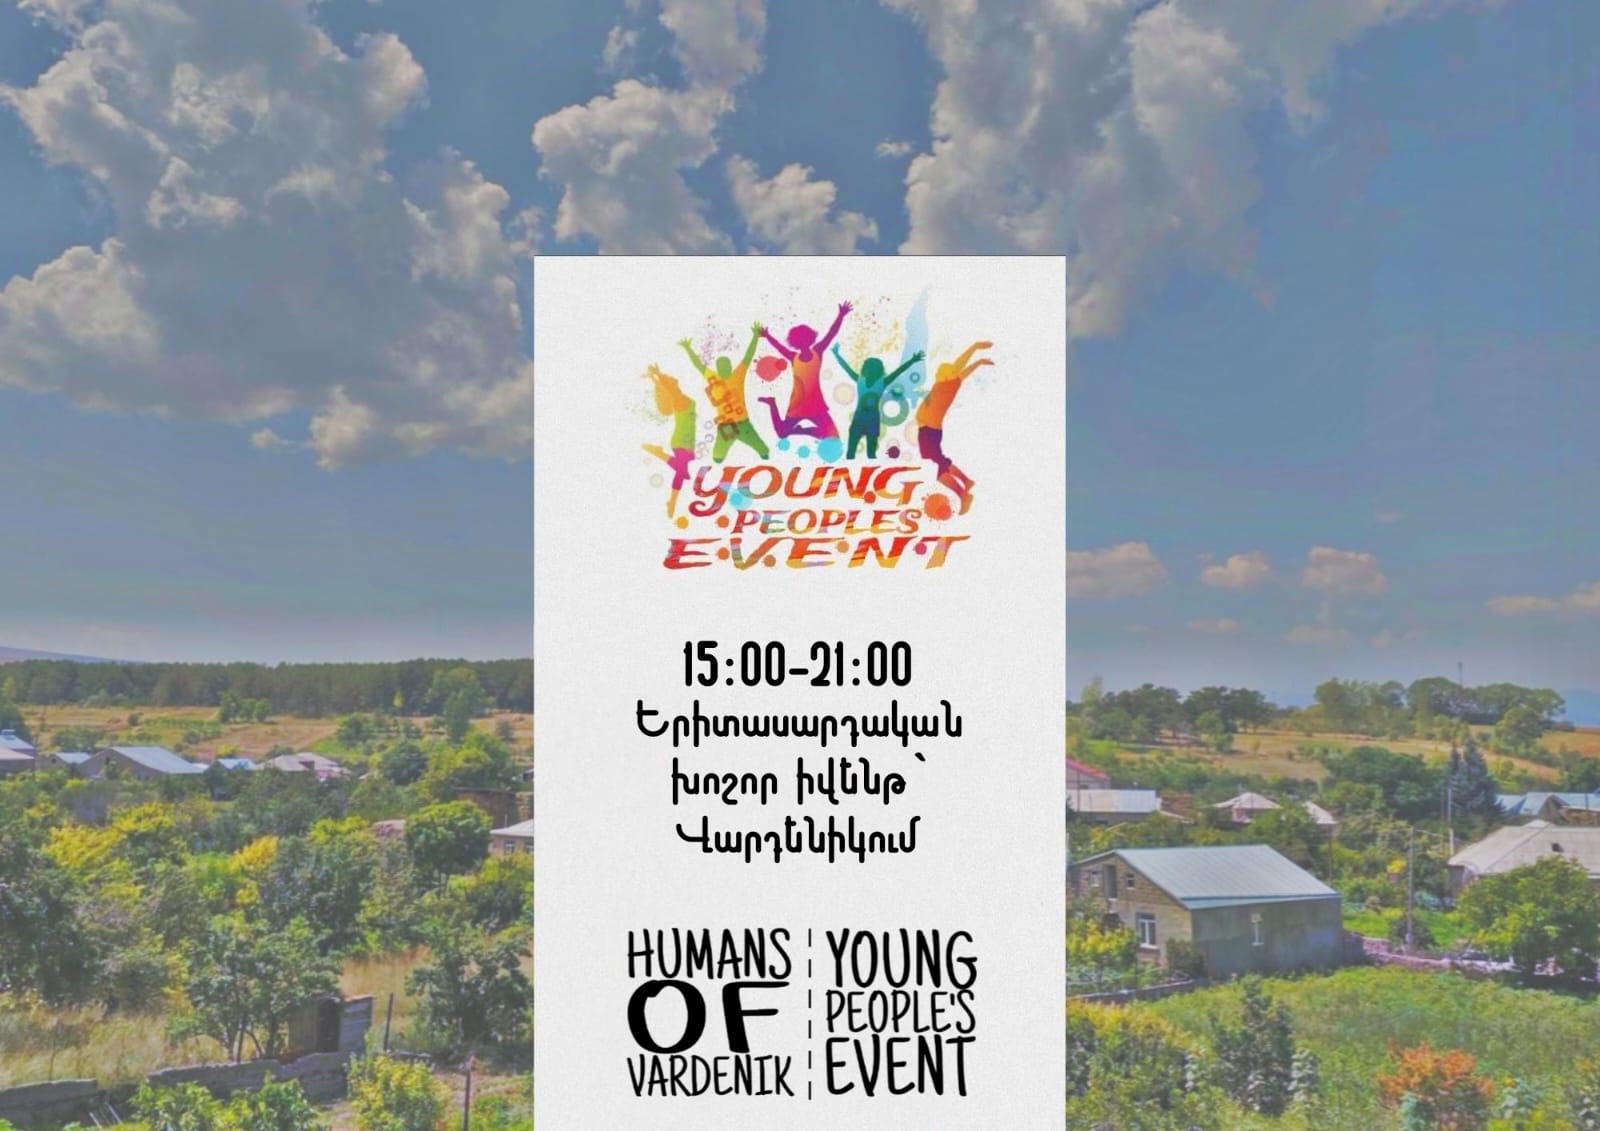 YOUNG
PEOPLES
EVENT
15:00-21:00
Երիտասարդական
խոշոր իվենթ՝
Վարդենիկում
HUMANS
OF
VARDENIK
YOUNG
PEOPLE'S
EVENT